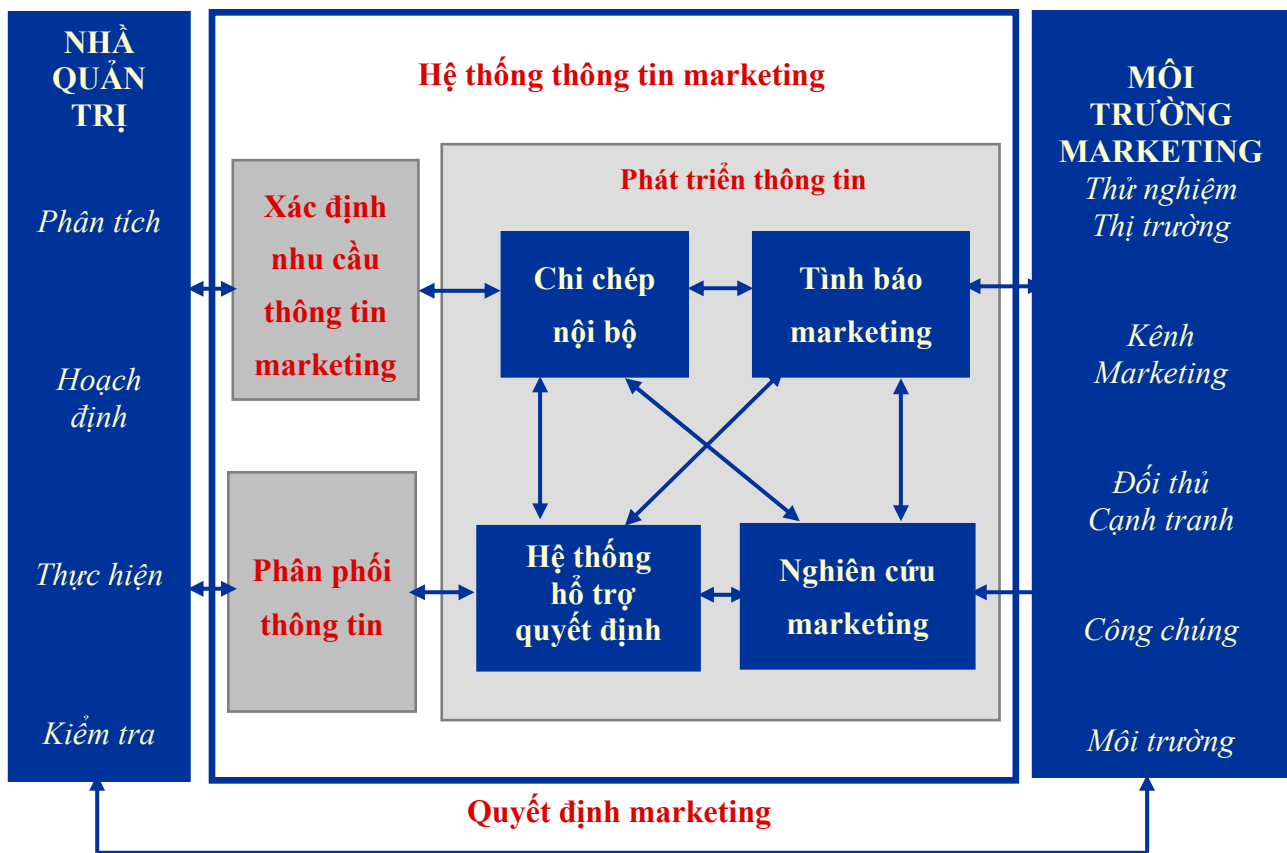 NHẦ
QUẢN
TRỊ
Phân tích
Hoạch
định
Thực hiện
Kiểm tra
Hệ thống thông tin marketing
Xác định
nhu cầu
thông tin
marketing
Phân phối
thông tin
Phát triển thông tin
Chi chép
nội bộ
Tình báo
marketing
Hệ thống
hổ trợ
quyết định
Nghiên cứu
marketing
Quyết định marketing
MÔI
TRƯỜNG
MARKETING
Thử nghiệm
Thị trường
Kênh
Marketing
Đối thủ
Cạnh tranh
Công chúng
Môi trường